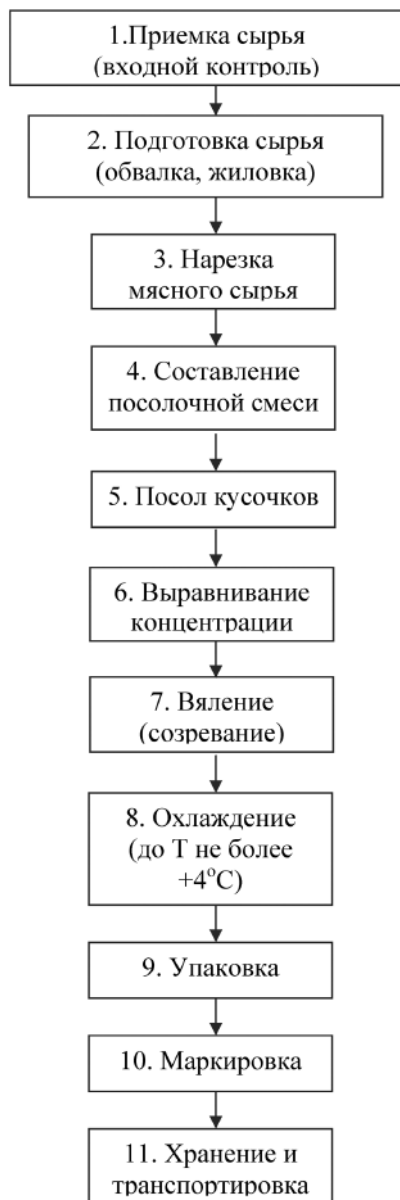 1.Приемка сырья
(входной контроль)
2. Подготовка сырья
(обвалка, жиловка)
3. Нарезка
мясного сырья
4. Составление
посолочной смеси
5. Посол кусочков
6. Выравнивание
концентрации
7. Вяление
(созревание)
8. Охлаждение
(до Т не более
+4°С)
9. Упаковка
10. Маркировка
11. Хранение и
транспортировка